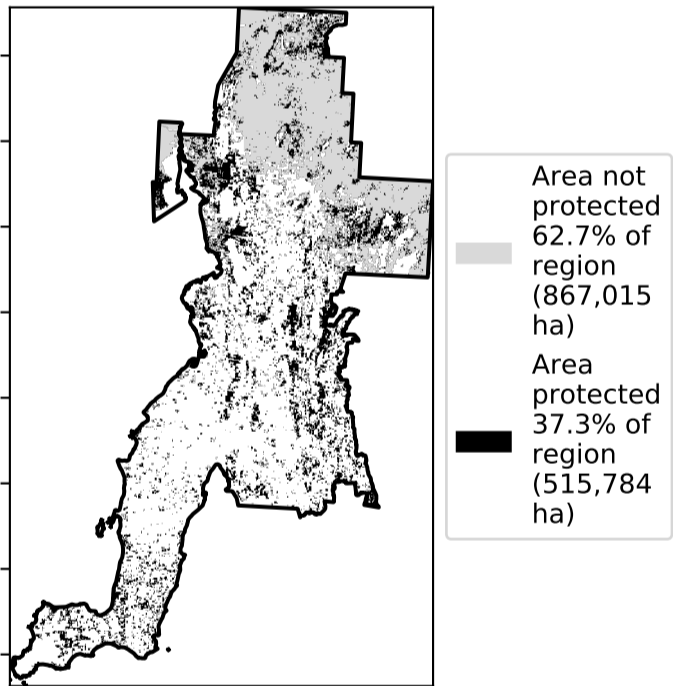 Area not
protected
62.7% of
region
(867,015
ha)
Area
protected
37.3% of
region
(515,784
ha)